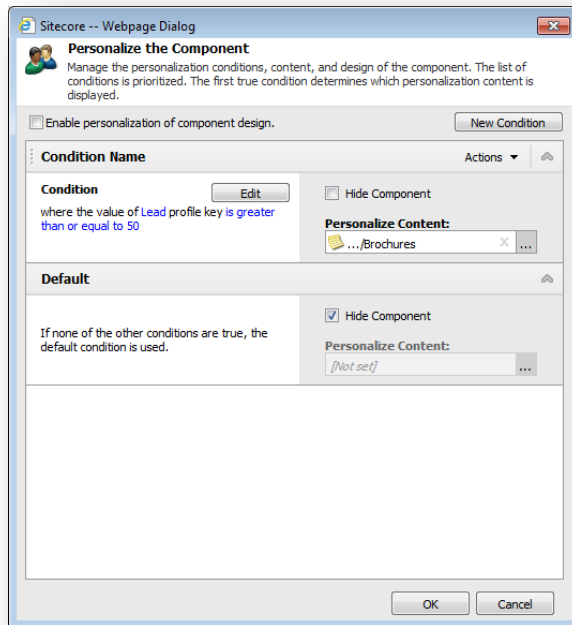 Sitecore -- Webpage Dialog
Personalize the Component
Manage the personalization conditions, content, and design of the component. The list of
conditions is prioritized. The first true condition determines which personalization content is
displayed.
Enable personalization of component design.
New Condition
Condition Name
Actions
Condition
Edit
where the value of Lead profile key is greater
than or equal to 50
Hide Component
Personalize Content:
.../Brochures
...
Default
If none of the other conditions are true, the
default condition is used.
Hide Component
Personalize Content:
[Not set]
...
OK
Cancel